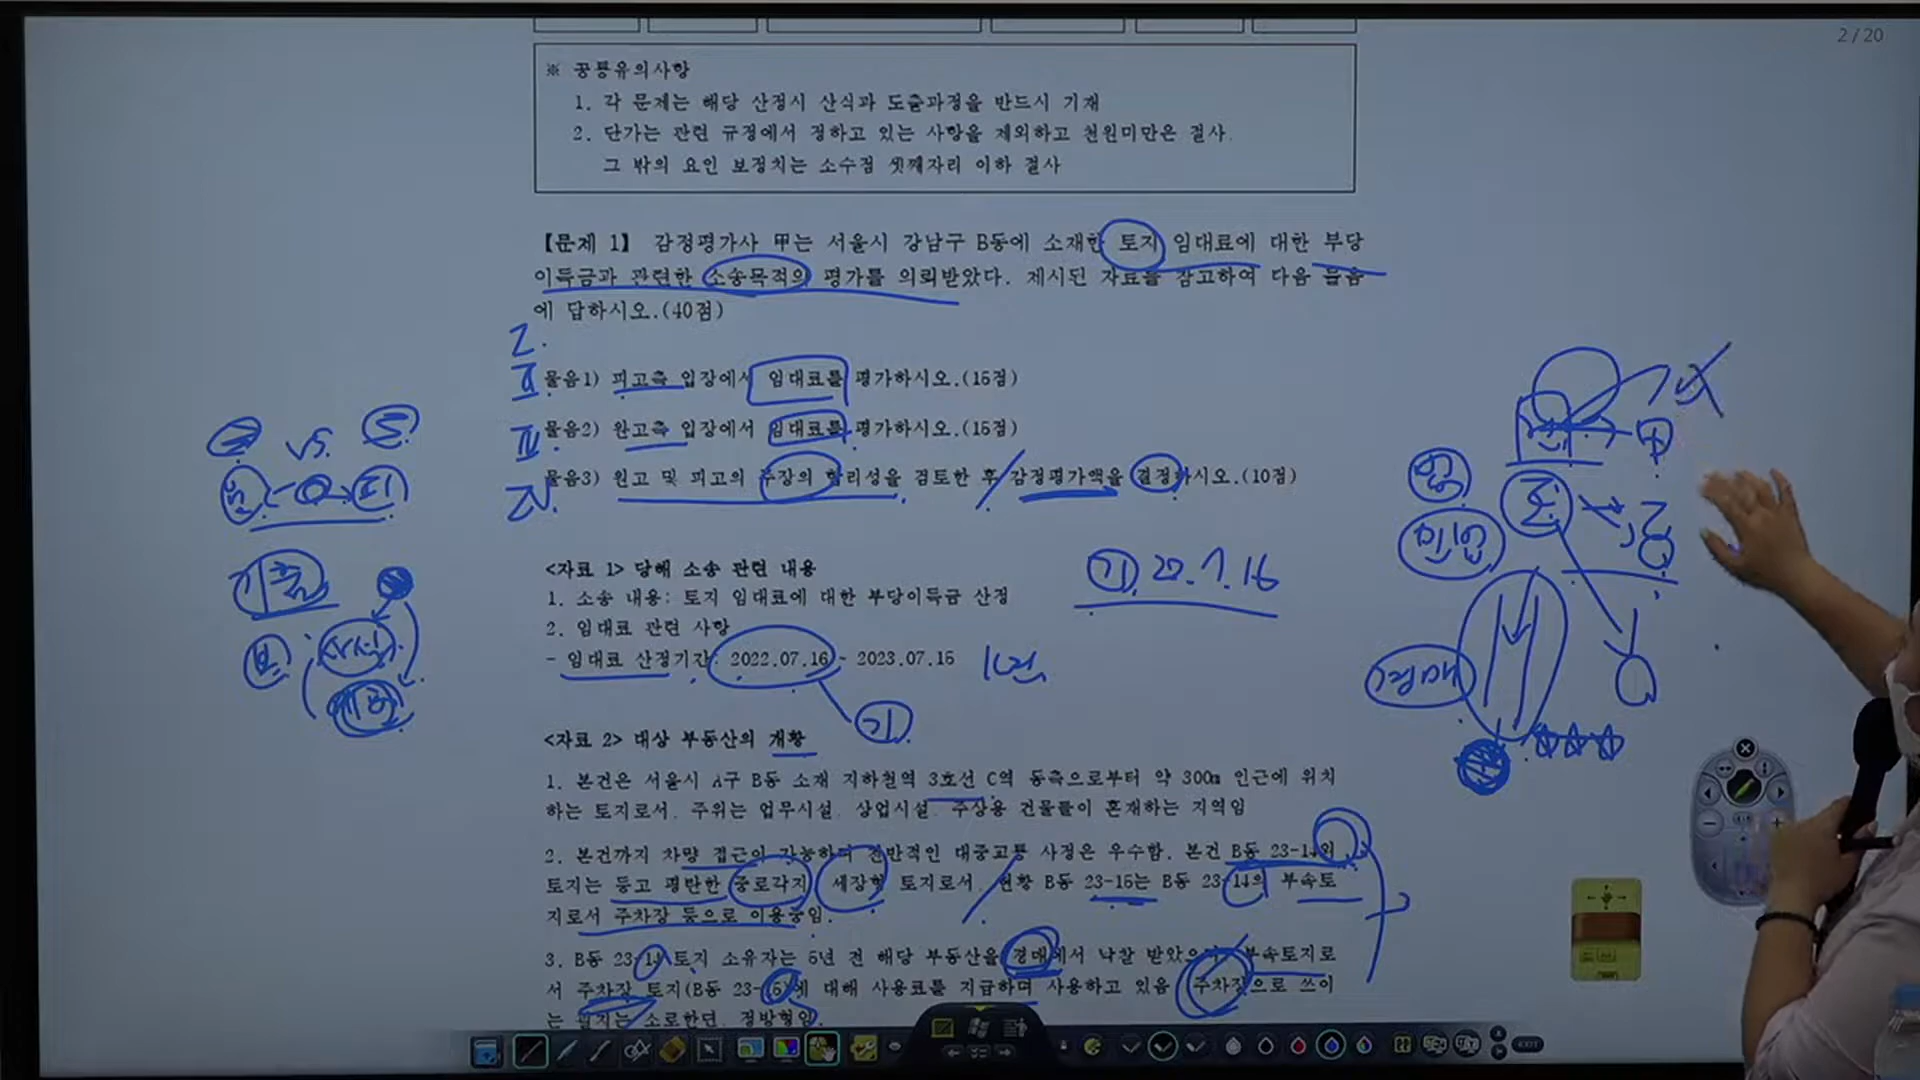 2 / 20
※ 공통유의사항
1. 각 문제는 해당 산정시 산식과 도출과정을 반드시 기재
2. 단가는 관련 규정에서 정하고 있는 사항을 제외하고 천원미만은 절사.
그 밖의 요인 보정치는 소수점 셋째자리 이하 절사
【문제 1】 감정평가사 甲는 서울시 강남구 B동에 소재한 토지 임대료에 대한 부당
이득금과 관련한 소송목적의 평가를 의뢰받았다. 제시된 자료를 참고하여 다음 물음
에 답하시오.(40점)
물음1) 피고측 입장에서 임대료를 평가하시오.(15점)
물음2) 원고측 입장에서 임대료를 평가하시오.(15점)
VS.
물음3) 원고 및 피고의 주장의 합리성을 검토한 후 감정평가액을 결정하시오.(10점)
<자료 1> 당해 소송 관련 내용
기 22.7.16
1. 소송 내용: 토지 임대료에 대한 부당이득금 산정
2. 임대료 관련 사항
- 임대료 산정기간: 2022.07.16 ~ 2023.07.15
기
경매
<자료 2> 대상 부동산의 개황
1. 본건은 서울시 A구 B동 소재 지하철역 3호선 C역 동측으로부터 약 300m 인근에 위치
하는 토지로서, 주위는 업무시설, 상업시설, 주상용 건물들이 혼재하는 지역임
2. 본건까지 차량 접근이 가능하며 전반적인 대중교통 사정은 우수함. 본건 B동 23-14외
토지는 등고 평탄한 중로각지 세장형 토지로서, 현황 B동 23-15는 B동 23-14의 부속토
지로서 주차장 등으로 이용중임.
3. B동 23-14 토지 소유자는 5년 전 해당 부동산을 경매에서 낙찰 받았으며 부속토지로
서 주차장 토지(B동 23-15)에 대해 사용료를 지급하며 사용하고 있음 주차장으로 쓰이
는 필지는 소로한면, 정방형임.
EXIT